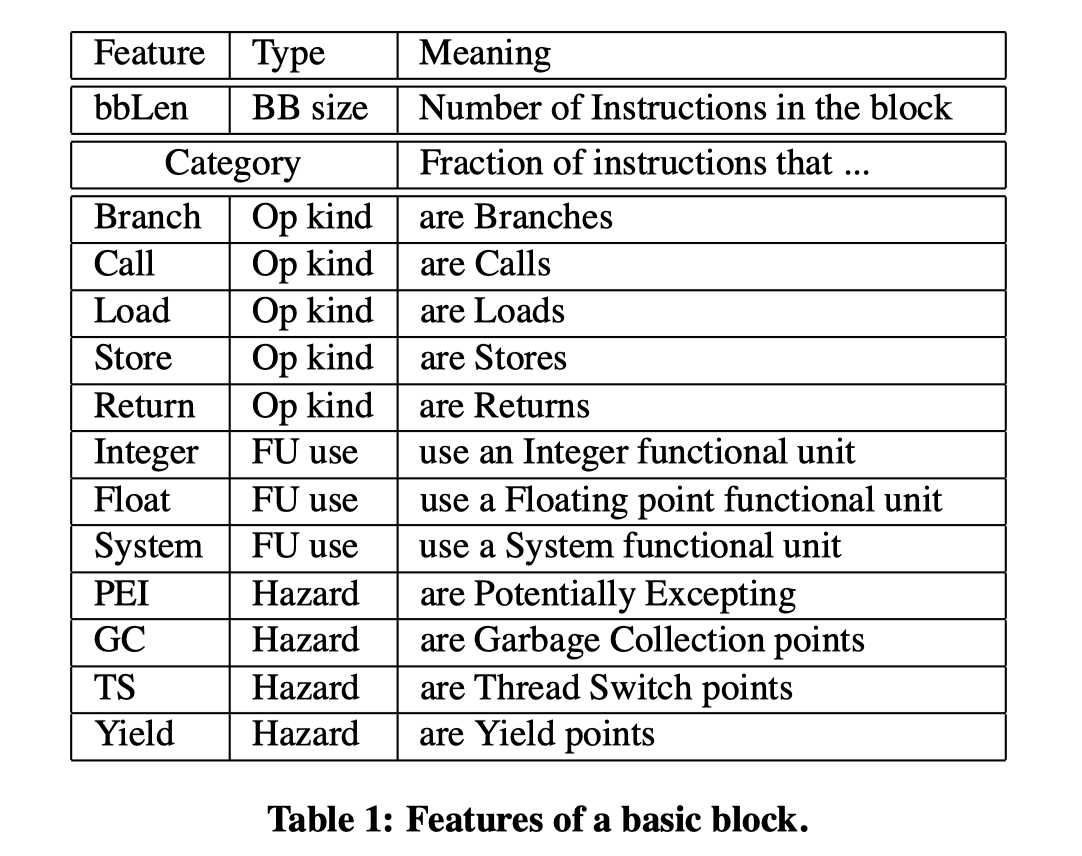 Feature Type Meaning
bbLen BB size Number of Instructions in the block
Category Fraction of instructions that ...
Branch Op kind are Branches
Call Op kind are Calls
Load Op kind are Loads
Store Op kind are Stores
Return Op kind are Returns
Integer FU use use an Integer functional unit
Float FU use use a Floating point functional unit
System FU use use a System functional unit
PEI Hazard are Potentially Excepting
GC Hazard are Garbage Collection points
TS Hazard are Thread Switch points
Yield Hazard are Yield points
Table 1: Features of a basic block.